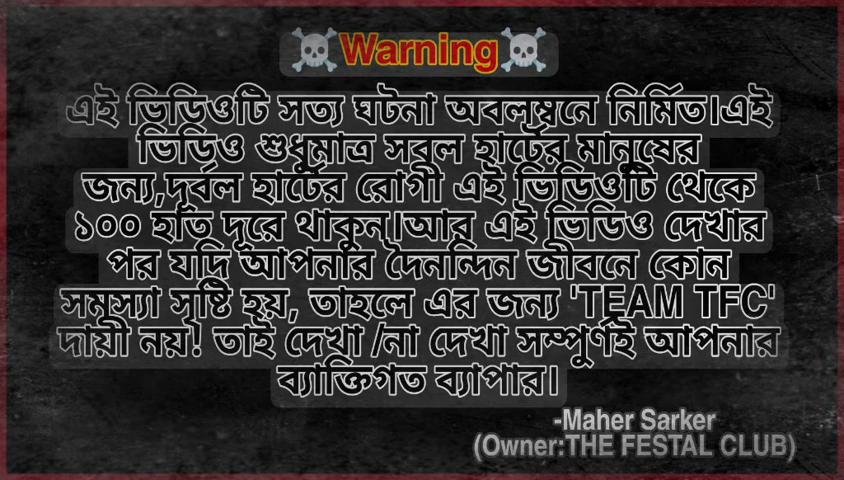 ☠️Warning☠️
এই ভিডিওটি সত্য ঘটনা অবলম্বনে নির্মিত।এই
ভিডিও শুধুমাত্র সবল হার্টের মানুষের
জন্য,দূর্বল হার্টের রোগী এই ভিডিওটি থেকে
১০০ হাত দূরে থাকুন।আর এই ভিডিও দেখার
পর যদি আপনার দৈনন্দিন জীবনে কোন
সমস্যা সৃষ্টি হয়, তাহলে এর জন্য 'TEAM TFC'
দায়ী নয়! তাই দেখা /না দেখা সম্পুর্ণই আপনার
ব্যাক্তিগত ব্যাপার।
-Maher Sarker
(Owner:THE FESTAL CLUB)